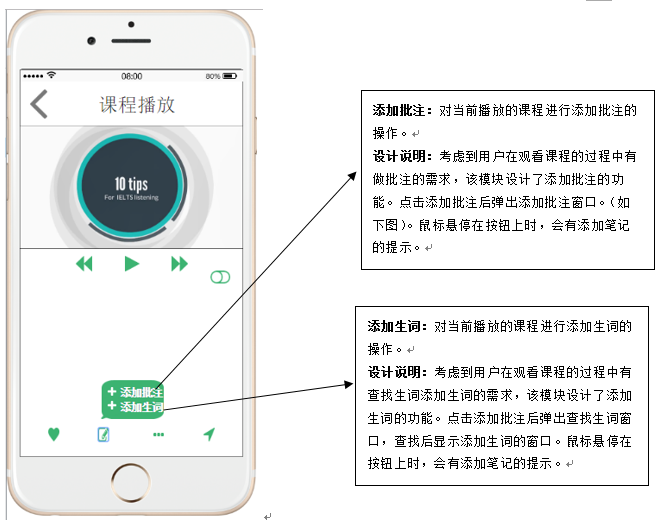 08:00
80%
课程播放
10 tips
For IELTS listening
+ 添加批注
+ 添加生词
添加批注：对当前播放的课程进行添加批注的
操作。
设计说明：考虑到用户在观看课程的过程中有
做批注的需求，该模块设计了添加批注的功
能。点击添加批注后弹出添加批注窗口。（如
下图）。鼠标悬停在按钮上时，会有添加笔记
的提示。
添加生词：对当前播放的课程进行添加生词的
操作。
设计说明：考虑到用户在观看课程的过程中有
查找生词添加生词的需求，该模块设计了添加
生词的功能。点击添加批注后弹出查找生词窗
口，查找后显示添加生词的窗口。鼠标悬停在
按钮上时，会有添加笔记的提示。